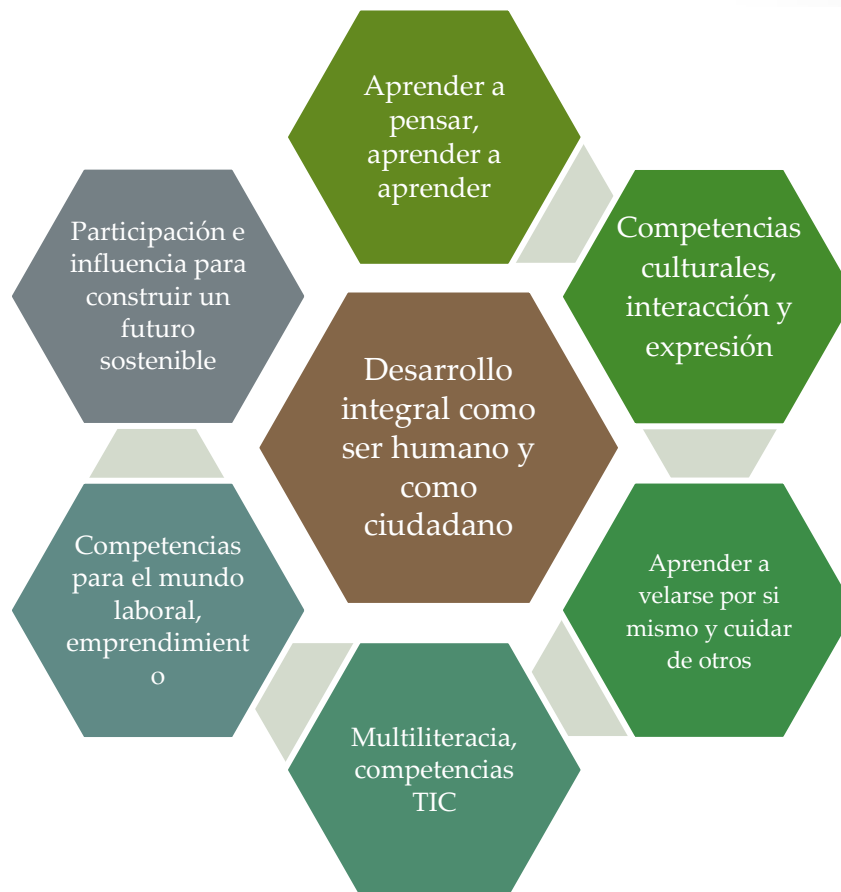 Aprender a
pensar,
aprender a
aprender
Competencias
culturales,
interacción y
expresión
Aprender a
velarse por si
mismo y cuidar
de otros
Multiliteracia,
competencias
TIC
Competencias
para el mundo
laboral,
emprendimient
o
Participación e
influencia para
construir un
futuro
sostenible
Desarrollo
integral como
ser humano y
como
ciudadano